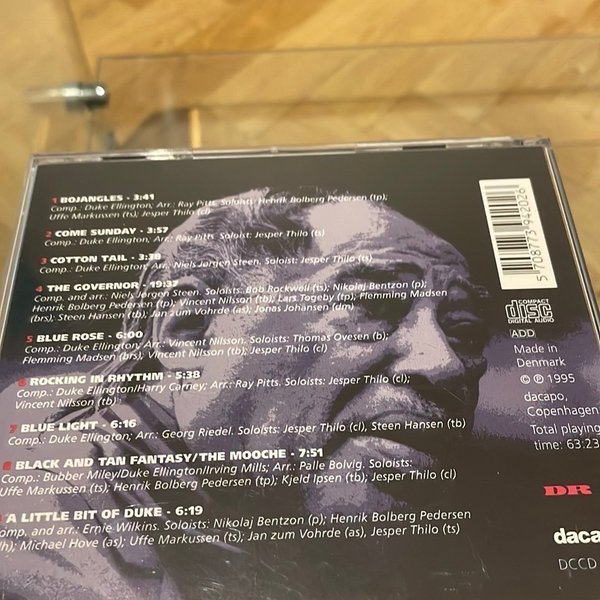 1 BOJANGLES - 3:41
Comp.: Duke Ellington, Arr.: Ray Pitts. Soloists: Henrik Bolberg Pedersen (tp);
Uffe Markussen (ts); Jesper Thilo (cl)
2 COME SUNDAY - 3:57
Comp.: Duke Ellington; Arr.: Ray Pitts. Soloist: Jesper Thilo (ts)
3 COTTON TAIL - 3:38
Comp.: Duke Ellington; Arr. Niels Jørgen Steen. Soloist: Jesper Thilo (ts).
4 THE GOVERNOR - 19:37
Comp. and arr.: Niels Jørgen Steen. Soloists: Bob Rockwell (ts); Nikolaj Bentzon (p);
Henrik Bolberg Pedersen (tp), Vincent Nilsson (tb); Lars Togeby (tp), Flemming Madsen
(brs), Steen Hansen (tb); Jan zum Vohrde (as); Jonas Johansen (dm)
5 BLUE ROSE - 6:00
Comp.: Duke Ellington; Arr.: Vincent Nilsson. Soloists: Thomas Ovesen (b);
Flemming Madsen (brs), Vincent Nilsson (tb); Jesper Thilo (cl)
6 ROCKING IN RHYTHM - 5:38
Comp.: Duke Ellington/Harry Carney; Arr.: Ray Pitts. Soloists: Jesper Thilo (cl);
Vincent Nilsson (tb)
7 BLUE LIGHT - 6:16
Comp.: Duke Ellington; Arr.: Georg Riedel. Soloists: Jesper Thilo (cl), Steen Hansen (tb)
8 BLACK AND TAN FANTASY/THE MOOCHE - 7:51
Comp.: Bubber Miley/Duke Ellington/Irving Mills; Arr.: Palle Bolvig. Soloists:
Uffe Markussen (ts); Henrik Bolberg Pedersen (tp); Kjeld Ipsen (tb); Jesper Thilo (cl)
A LITTLE BIT OF DUKE - 6:19
Comp. and arr.: Ernie Wilkins. Soloists: Nikolaj Bentzon (p); Henrik Bolberg Pedersen
Michael Hove (as); Uffe Markussen (ts); Jan zum Vohrde (as), Jesper Thilo (ts)
5 708773 942026
COMPACT
disc
DIGITAL AUDIO
ADD
Made in
Denmark
© ℗ 1995
dacapo,
Copenhagen
Total playing
time: 63:23
DR
daca
DCCD